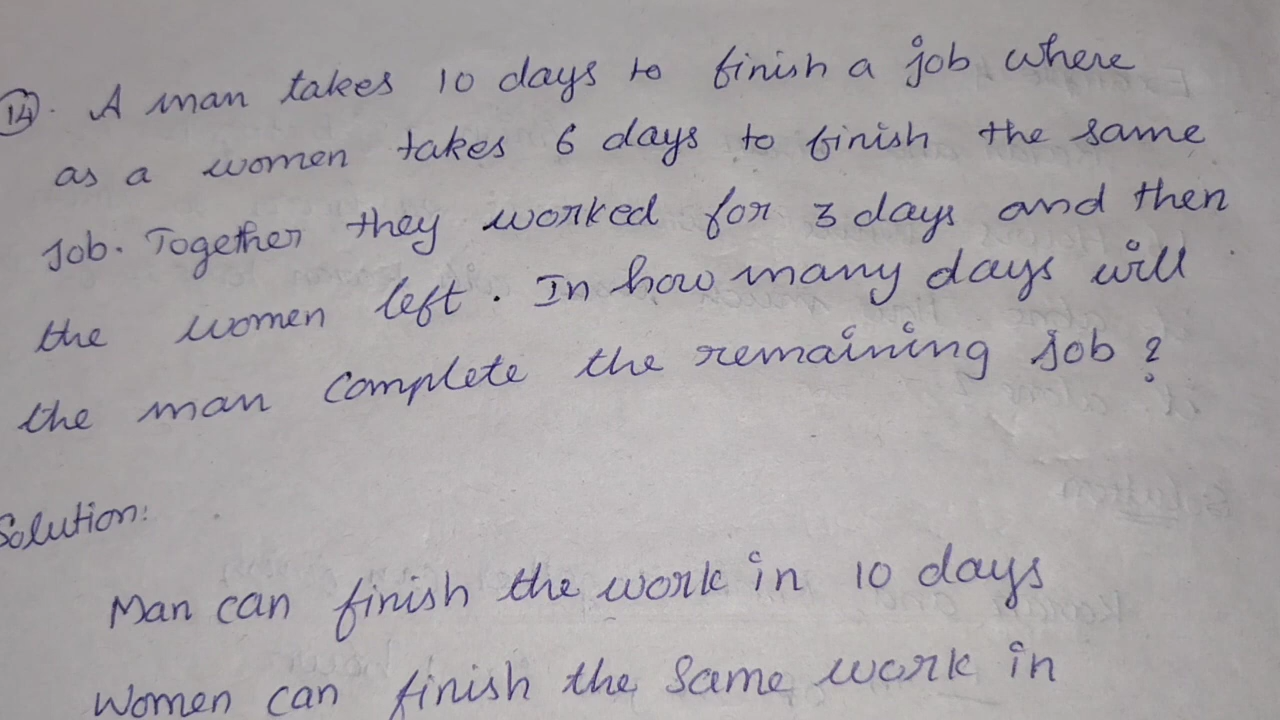 14. A man takes 10 days to finish a job where
as a women takes 6 days to finish the same
job. Together they worked for 3 days and then
the women left. In how many days will
the man complete the remaining job?
Solution:
Man can finish the work in 10 days
Women can finish the same work in